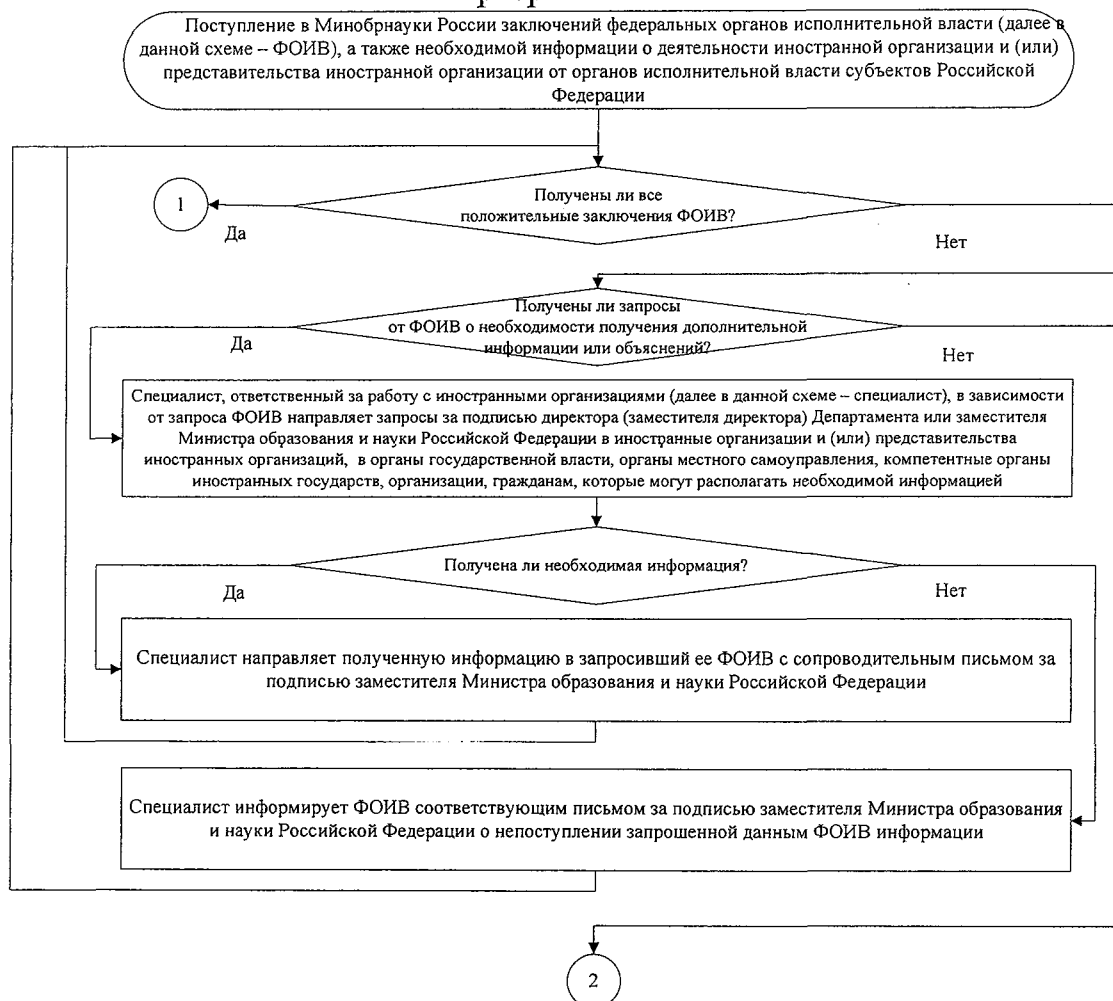 Поступление в Минобрнауки России заключений федеральных органов исполнительной власти (далее в
данной схеме – ФОИВ), а также необходимой информации о деятельности иностранной организации и (или)
представительства иностранной организации от органов исполнительной власти субъектов Российской
Федерации
1
Получены ли все
положительные заключения ФОИВ?
Да
Нет
Получены ли запросы
от ФОИВ о необходимости получения дополнительной
информации или объяснений?
Да
Нет
Специалист, ответственный за работу с иностранными организациями (далее в данной схеме – специалист), в зависимости
от запроса ФОИВ направляет запросы за подписью директора (заместителя директора) Департамента или заместителя
Министра образования и науки Российской Федерации в иностранные организации и (или) представительства
иностранных организаций, в органы государственной власти, органы местного самоуправления, компетентные органы
иностранных государств, организации, гражданам, которые могут располагать необходимой информацией
Получена ли необходимая информация?
Да
Нет
Специалист направляет полученную информацию в запросивший ее ФОИВ с сопроводительным письмом за
подписью заместителя Министра образования и науки Российской Федерации
Специалист информирует ФОИВ соответствующим письмом за подписью заместителя Министра образования
и науки Российской Федерации о непоступлении запрошенной данным ФОИВ информации
2